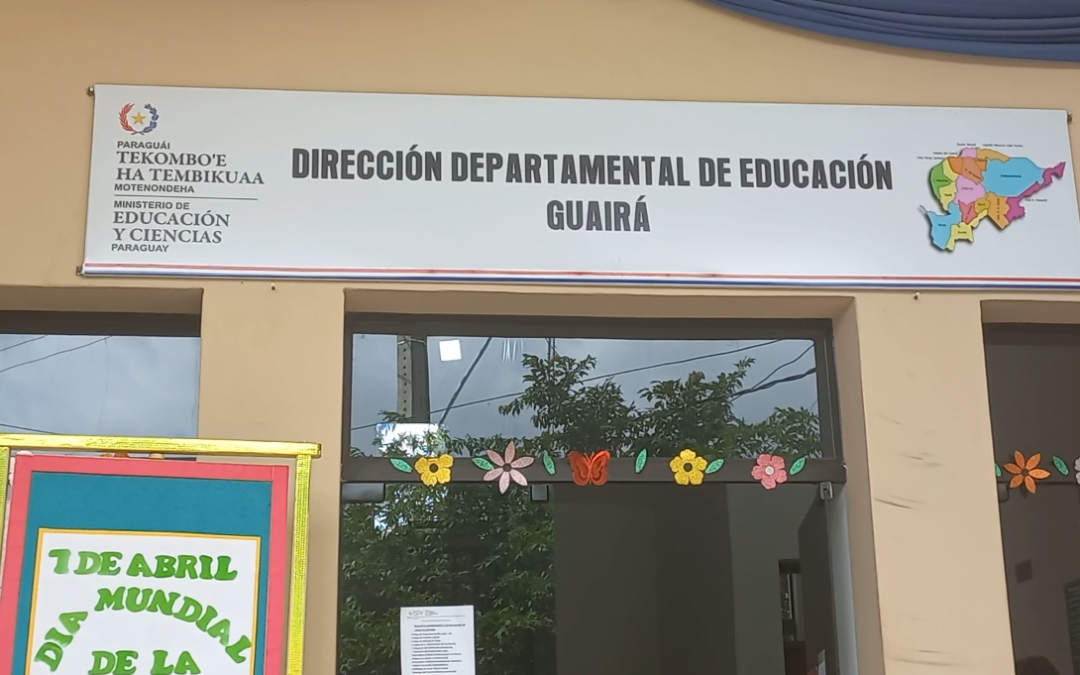 PARAGUÁI
TEKOMBO'E
HA TEMBIKUAA
MOTENONDEHA
MINISTERIO DE
EDUCACIÓN
Y CIENCIAS
PARAGUAY
DIRECCIÓN DEPARTAMENTAL DE EDUCACIÓN
GUAIRÁ
7 DE ABRIL
DIA MUNDIAL
DE LA